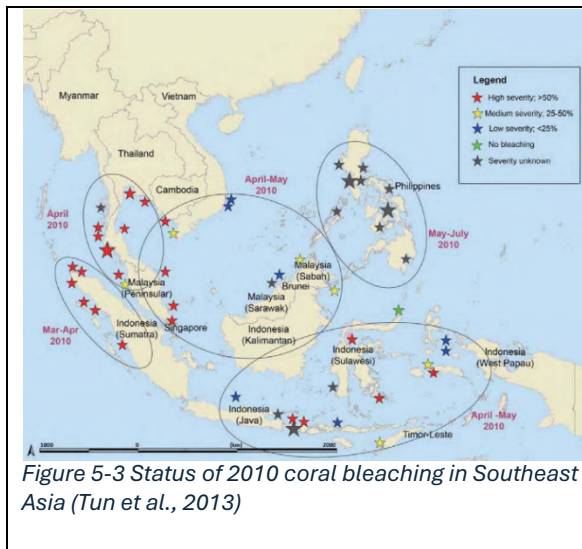 Myanmar
Vietnam
Thailand
Cambodia
April-May
2010
Philippines
April
2010
May-July
2010
Malaysia
(Peninsular)
Malaysia
(Sabah)
Brunei
Malaysia
(Sarawak)
Mar-Apr
2010
Indonesia
(Sumatra)
Singapore
Indonesia
(Kalimantan)
Indonesia
(Sulawesi)
Indonesia
(West Papau)
Indonesia
(Java)
April -May
2010
Timor-Leste
Legend
High severity; >50%
Medium severity; 25-50%
Low severity; <25%
No bleaching
Severity unknown
1000
0
(km)
2000
Figure 5-3 Status of 2010 coral bleaching in Southeast
Asia (Tun et al., 2013)